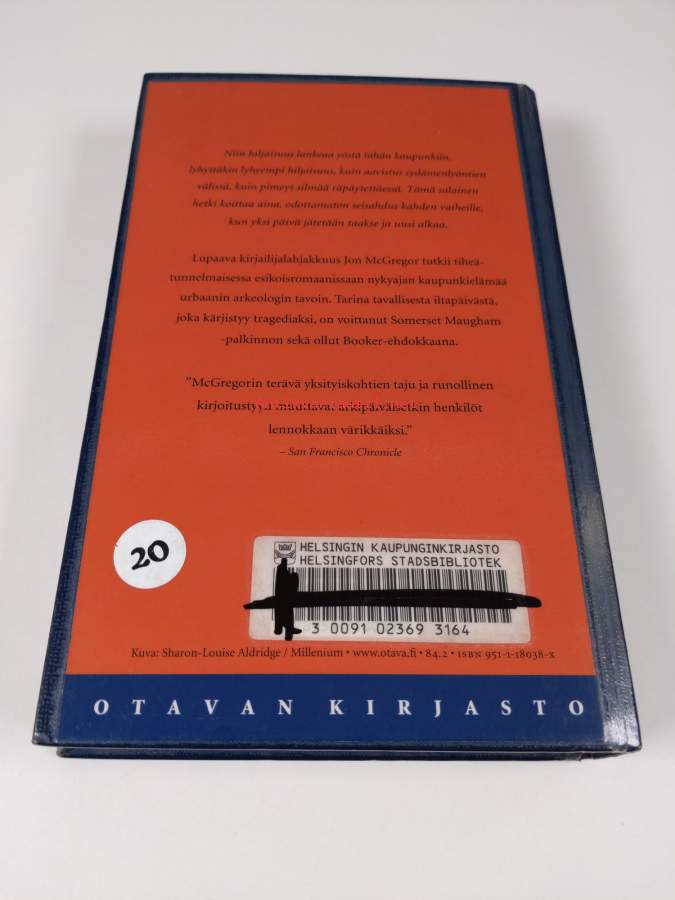 Niin hiljaisuus lankeaa yöstä tähän kaupunkiin,
lyhyttäkin lyhyempi hiljaisuus, kuin aavistus sydämenlyöntien
välissä, kuin pimeys silmää räpäytettäessä. Tämä salainen
hetki koittaa aina, odottamaton seisahdus kahden vaiheille,
kun yksi päivä jätetään taakse ja uusi alkaa.
Lupaava kirjailijalahjakkuus Jon McGregor tutkii tiheä-
tunnelmaisessa esikoisromaanissaan nykyajan kaupunkielämää
urbaanin arkeologin tavoin. Tarina tavallisesta iltapäivästä,
joka kärjistyy tragediaksi, on voittanut Somerset Maugham
-palkinnon sekä ollut Booker-ehdokkaana.
”McGregorin terävä yksityiskohtien taju ja runollinen
kirjoitustyyli muuttavat arkipäiväisetkin henkilöt
lennokkaan värikkäiksi.”
– San Francisco Chronicle
20
HELSINGIN KAUPUNGINKIRJASTO
HELSINGFORS STADSBIBLIOTEK
3 0091 02369 3164
Kuva: Sharon-Louise Aldridge / Millenium • www.otava.fi • 84.2 • ISBN 951-1-18038-X
OTAVAN KIRJASTO